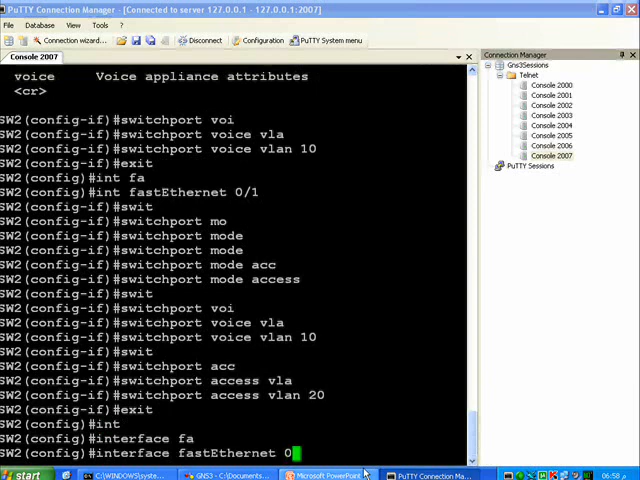 PuTTY Connection Manager - [Connected to server 127.0.0.1 - 127.0.0.1:2007]
File Database View Tools ?
Connection wizard... Disconnect Configuration PuTTY System menu
Console 2007
voice Voice appliance attributes
<cr>
SW2(config-if)#switchport voi
SW2(config-if)#switchport voice vla
SW2(config-if)#switchport voice vlan 10
SW2(config-if)#exit
SW2(config)#int fa
SW2(config)#int fastEthernet 0/1
SW2(config-if)#swit
SW2(config-if)#switchport mo
SW2(config-if)#switchport mode
SW2(config-if)#switchport mode
SW2(config-if)#switchport mode acc
SW2(config-if)#switchport mode access
SW2(config-if)#swit
SW2(config-if)#switchport voi
SW2(config-if)#switchport voice vla
SW2(config-if)#switchport voice vlan 10
SW2(config-if)#swit
SW2(config-if)#switchport acc
SW2(config-if)#switchport access vla
SW2(config-if)#switchport access vlan 20
SW2(config-if)#exit
SW2(config)#int
SW2(config)#interface fa
SW2(config)#interface fastEthernet 0
Connection Manager
Gns3Sessions
Telnet
Console 2000
Console 2001
Console 2002
Console 2003
Console 2004
Console 2005
Console 2006
Console 2007
PuTTY Sessions
start C:\WINDOWS\syste... GNS3 - C:\Documents... Microsoft PowerPoint PuTTY Connection Ma... 06:58